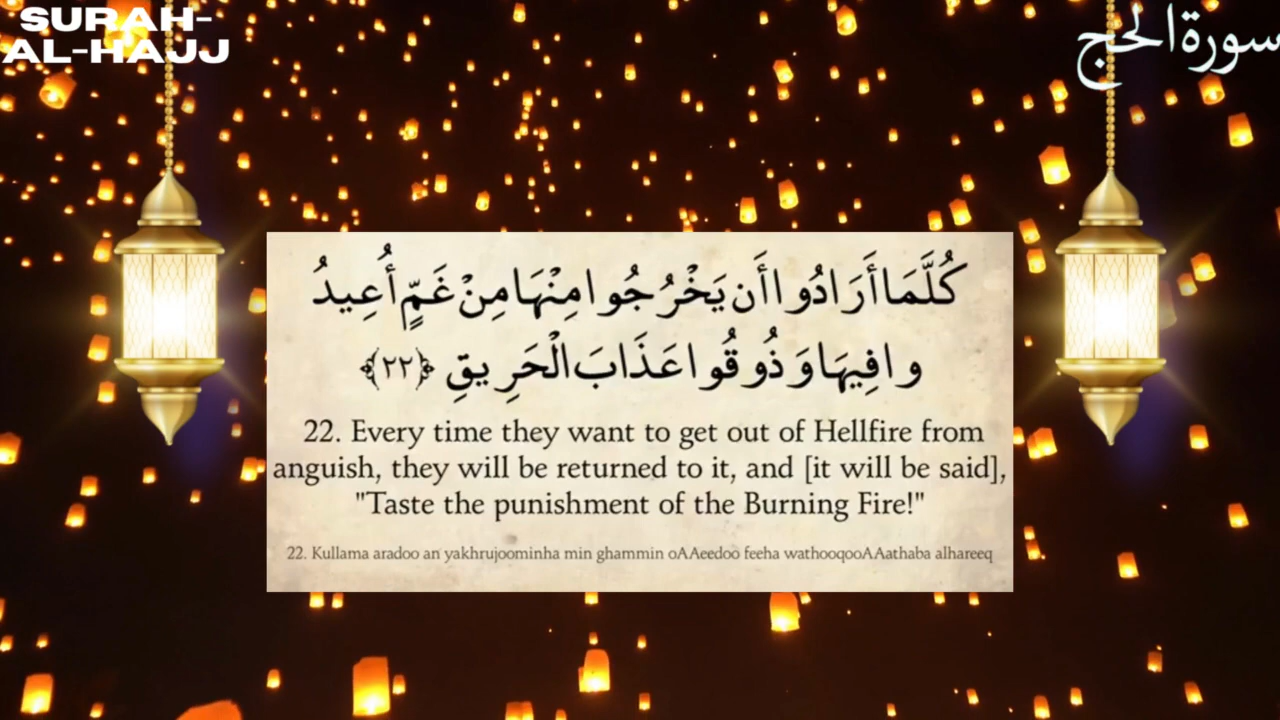 SURAH-
AL-HAJJ
سورة الحج
كُلَّمَا أَرَادُوا أَن يَخْرُجُوا مِنْهَا مِنْ غَمٍّ أُعِيدُ
وا فِيهَا وَذُوقُوا عَذَابَ الْحَرِيقِ ﴿٢٢﴾
22. Every time they want to get out of Hellfire from
anguish, they will be returned to it, and [it will be said],
"Taste the punishment of the Burning Fire!"
22. Kullama aradoo an yakhrujoominha min ghammin oAAeedoo feeha wathooqooAAathaba alhareeq